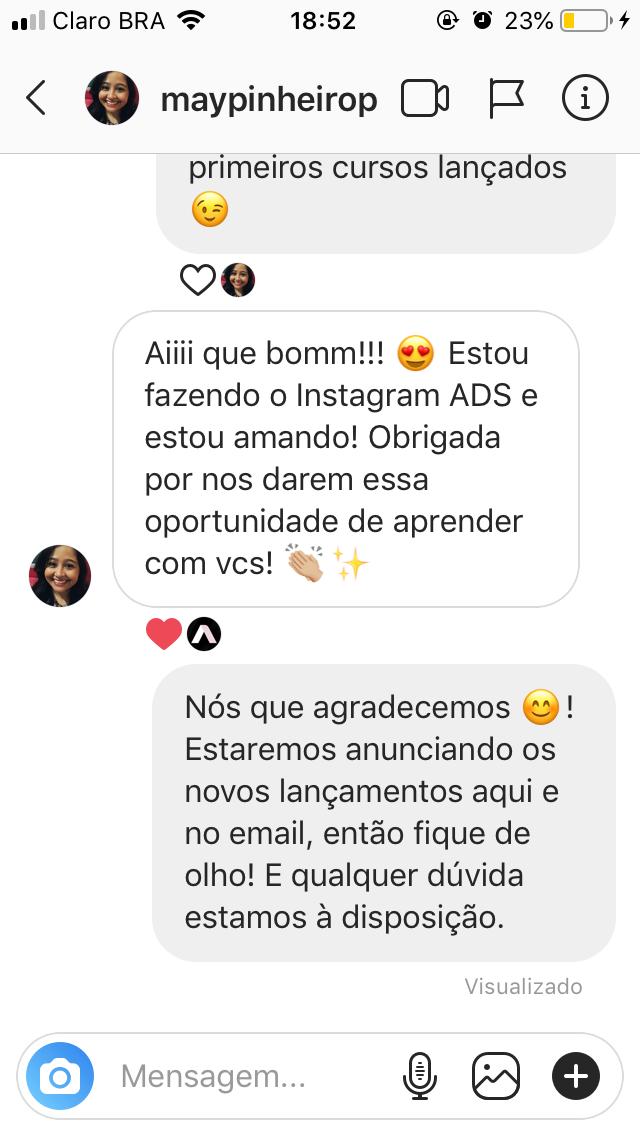 Claro BRA 18:52 23%
maypinheirop
primeiros cursos lançados
😉
Aiiii que bomm!!! 😍 Estou
fazendo o Instagram ADS e
estou amando! Obrigada
por nos darem essa
oportunidade de aprender
com vcs! 👏🏼✨
Nós que agradecemos 😊!
Estaremos anunciando os
novos lançamentos aqui e
no email, então fique de
olho! E qualquer dúvida
estamos à disposição.
Visualizado
Mensagem...